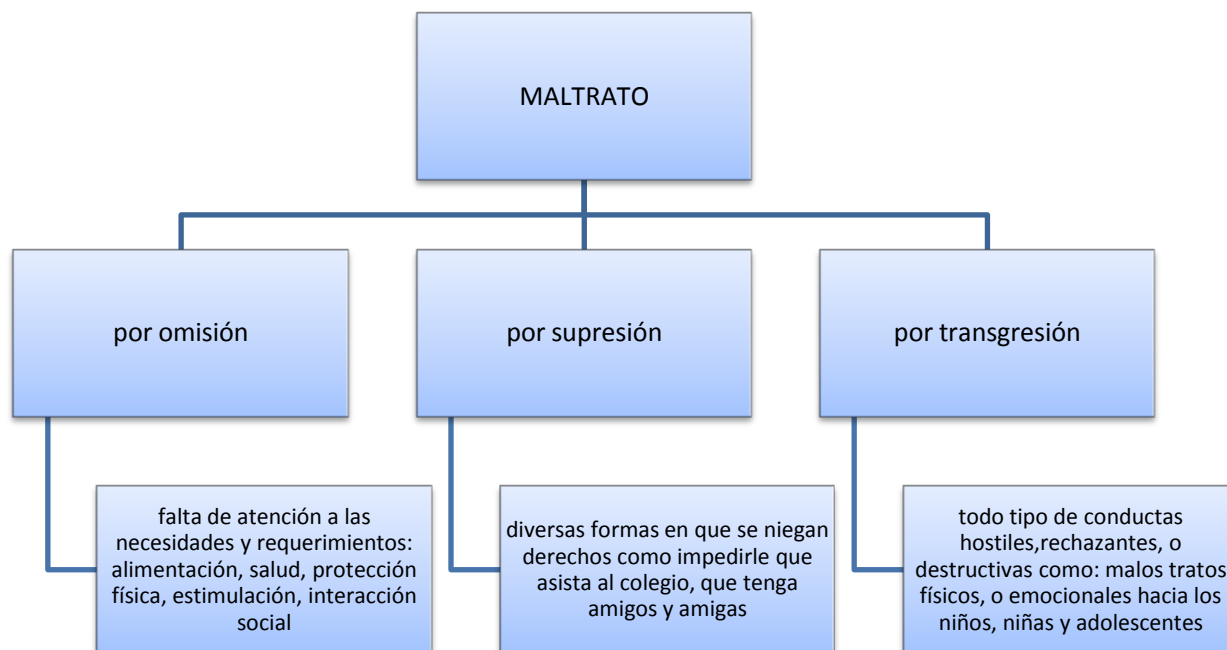 MALTRATO
por omisión
por supresión
por transgresión
falta de atención a las
necesidades y requerimientos:
alimentación, salud, protección
física, estimulación, interacción
social
diversas formas en que se niegan
derechos como impedirle que
asista al colegio, que tenga
amigos y amigas
todo tipo de conductas
hostiles,rechazantes, o
destructivas como: malos tratos
físicos, o emocionales hacia los
niños, niñas y adolescentes